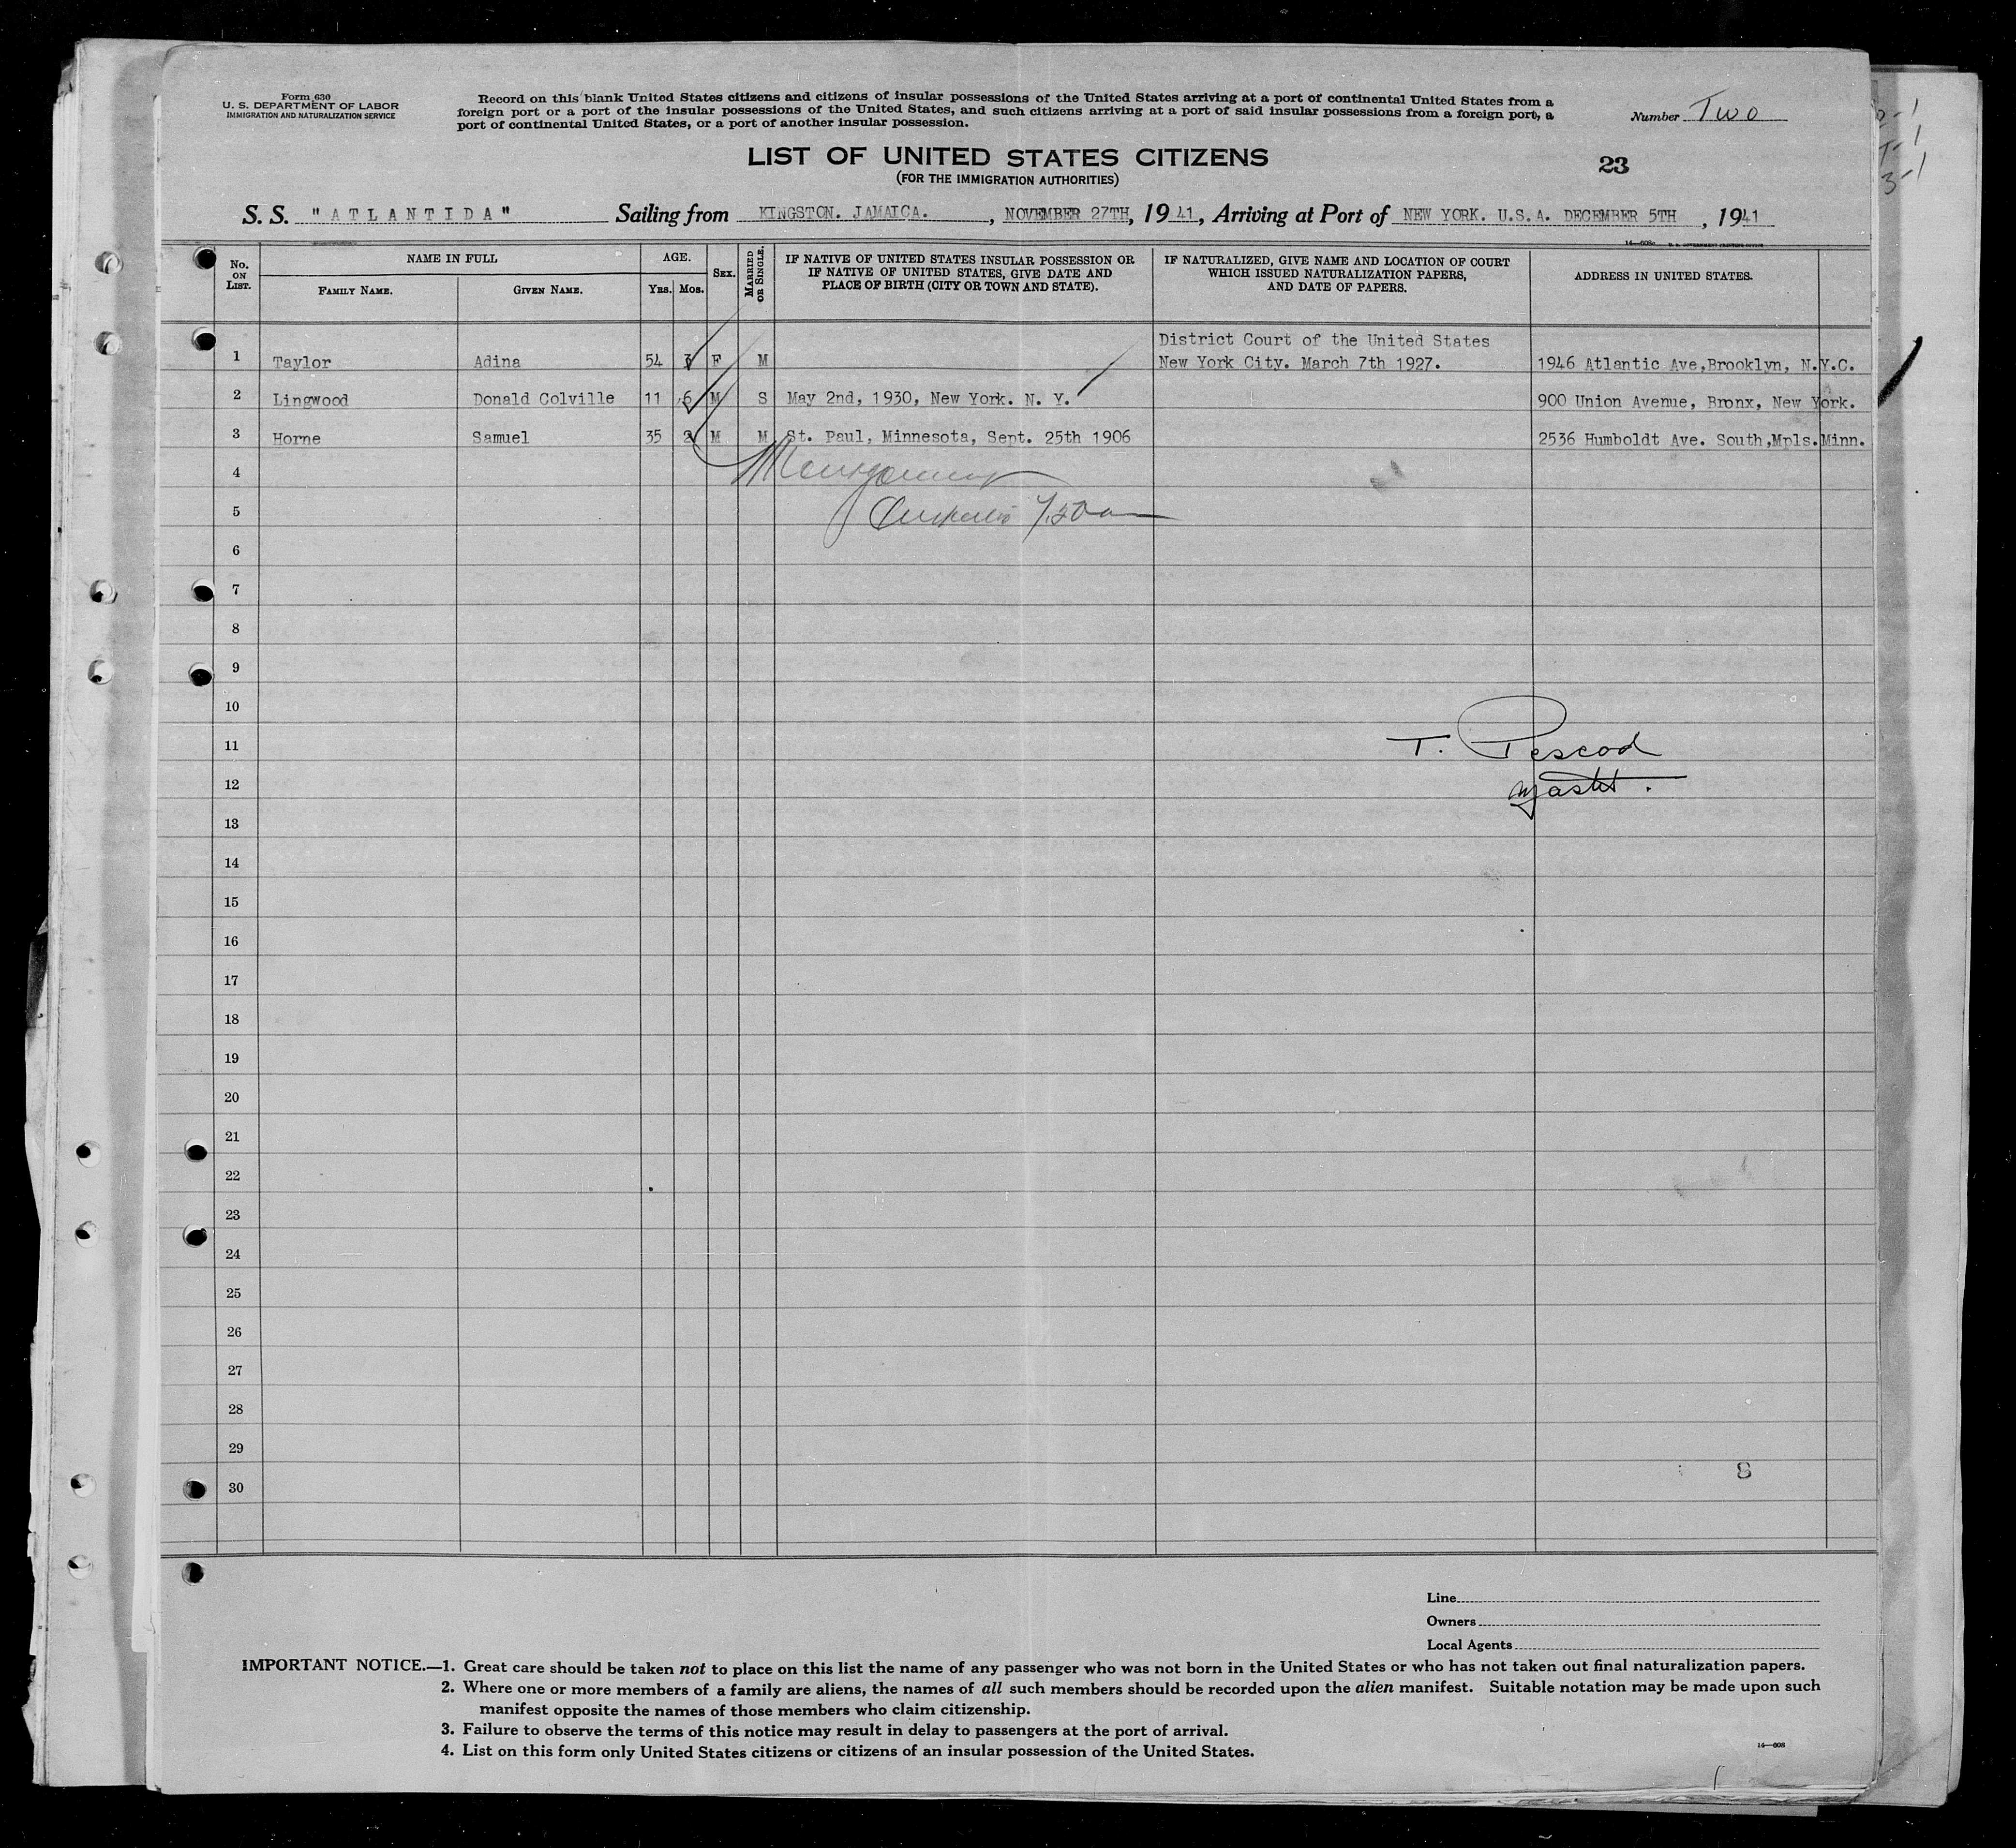 Form 630
U. S. DEPARTMENT OF LABOR
IMMIGRATION AND NATURALIZATION SERVICE
Record on this blank United States citizens and citizens of insular possessions of the United States arriving at a port of continental United States from a
foreign port or a port of the insular possessions of the United States, and such citizens arriving at a port of said insular possessions from a foreign port, a
port of continental United States, or a port of another insular possession.
Number Two
LIST OF UNITED STATES CITIZENS
(FOR THE IMMIGRATION AUTHORITIES)
23
S. S. "ATLANTIDA" Sailing from KINGSTON. JAMAICA. , NOVEMBER 27TH, 1941, Arriving at Port of NEW YORK. U.S.A. DECEMBER 5TH , 1941
No. ON LIST. NAME IN FULL AGE. SEX. MARRIED OR SINGLE. IF NATIVE OF UNITED STATES INSULAR POSSESSION OR IF NATIVE OF UNITED STATES, GIVE DATE AND PLACE OF BIRTH (CITY OR TOWN AND STATE). IF NATURALIZED, GIVE NAME AND LOCATION OF COURT WHICH ISSUED NATURALIZATION PAPERS, AND DATE OF PAPERS. ADDRESS IN UNITED STATES.
FAMILY NAME. GIVEN NAME. YRS. MOS.
District Court of the United States
1 Taylor Adina 54 3 F M New York City. March 7th 1927. 1946 Atlantic Ave,Brooklyn, N.Y.C.
2 Lingwood Donald Colville 11 6 M S May 2nd, 1930, New York. N. Y. 900 Union Avenue, Bronx, New York.
3 Horne Samuel 35 2 M M St. Paul, Minnesota, Sept. 25th 1906 2536 Humboldt Ave. South,Mpls.Minn.
4 Montgomery
5
6
7
8
9
10
11 T. Pescod
12
13
14
15
16
17
18
19
20
21
22
23
24
25
26
27
28
29
30
Line
Owners
Local Agents
IMPORTANT NOTICE.—1. Great care should be taken not to place on this list the name of any passenger who was not born in the United States or who has not taken out final naturalization papers.
2. Where one or more members of a family are aliens, the names of all such members should be recorded upon the alien manifest. Suitable notation may be made upon such
manifest opposite the names of those members who claim citizenship.
3. Failure to observe the terms of this notice may result in delay to passengers at the port of arrival.
4. List on this form only United States citizens or citizens of an insular possession of the United States.
14—608